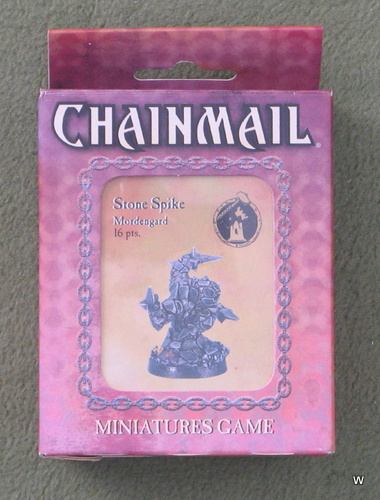 CHAINMAIL®
Stone Spike
Mordengard
16 pts.
MINIATURES GAME
W